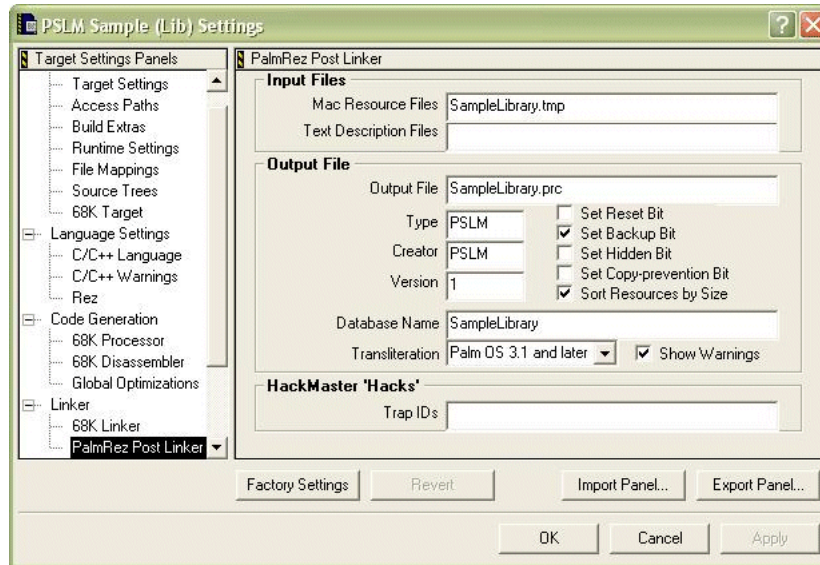 PSLM Sample (Lib) Settings
Target Settings Panels
Target Settings
Access Paths
Build Extras
Runtime Settings
File Mappings
Source Trees
68K Target
Language Settings
C/C++ Language
C/C++ Warnings
Rez
Code Generation
68K Processor
68K Disassembler
Global Optimizations
Linker
68K Linker
PalmRez Post Linker
PalmRez Post Linker
Input Files
Mac Resource Files SampleLibrary.tmp
Text Description Files
Output File
Output File SampleLibrary.prc
Type PSLM
Creator PSLM
Version 1
Set Reset Bit
Set Backup Bit
Set Hidden Bit
Set Copy-prevention Bit
Sort Resources by Size
Database Name SampleLibrary
Transliteration Palm OS 3.1 and later Show Warnings
HackMaster 'Hacks'
Trap IDs
Factory Settings Revert Import Panel... Export Panel...
OK Cancel Apply